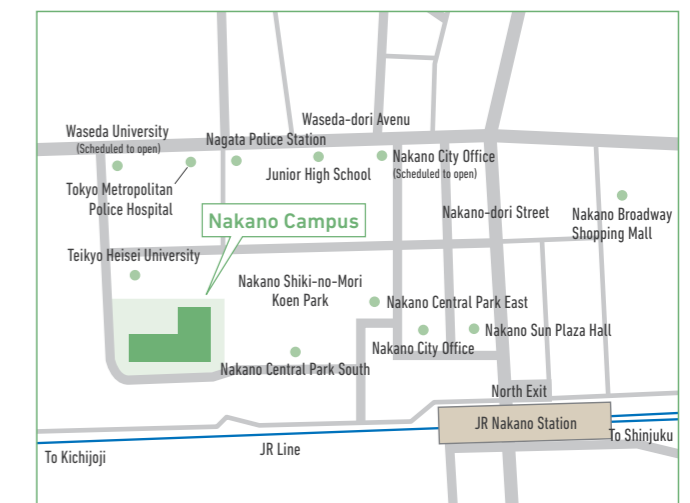 Waseda-dori Avenu
Waseda University
(Scheduled to open)
Nagata Police Station
Junior High School
Nakano City Office
(Scheduled to open)
Tokyo Metropolitan
Police Hospital
Nakano Campus
Nakano-dori Street
Nakano Broadway
Shopping Mall
Teikyo Heisei University
Nakano Shiki-no-Mori
Koen Park
Nakano Central Park East
Nakano Sun Plaza Hall
Nakano City Office
Nakano Central Park South
North Exit
JR Nakano Station
To Shinjuku
JR Line
To Kichijoji